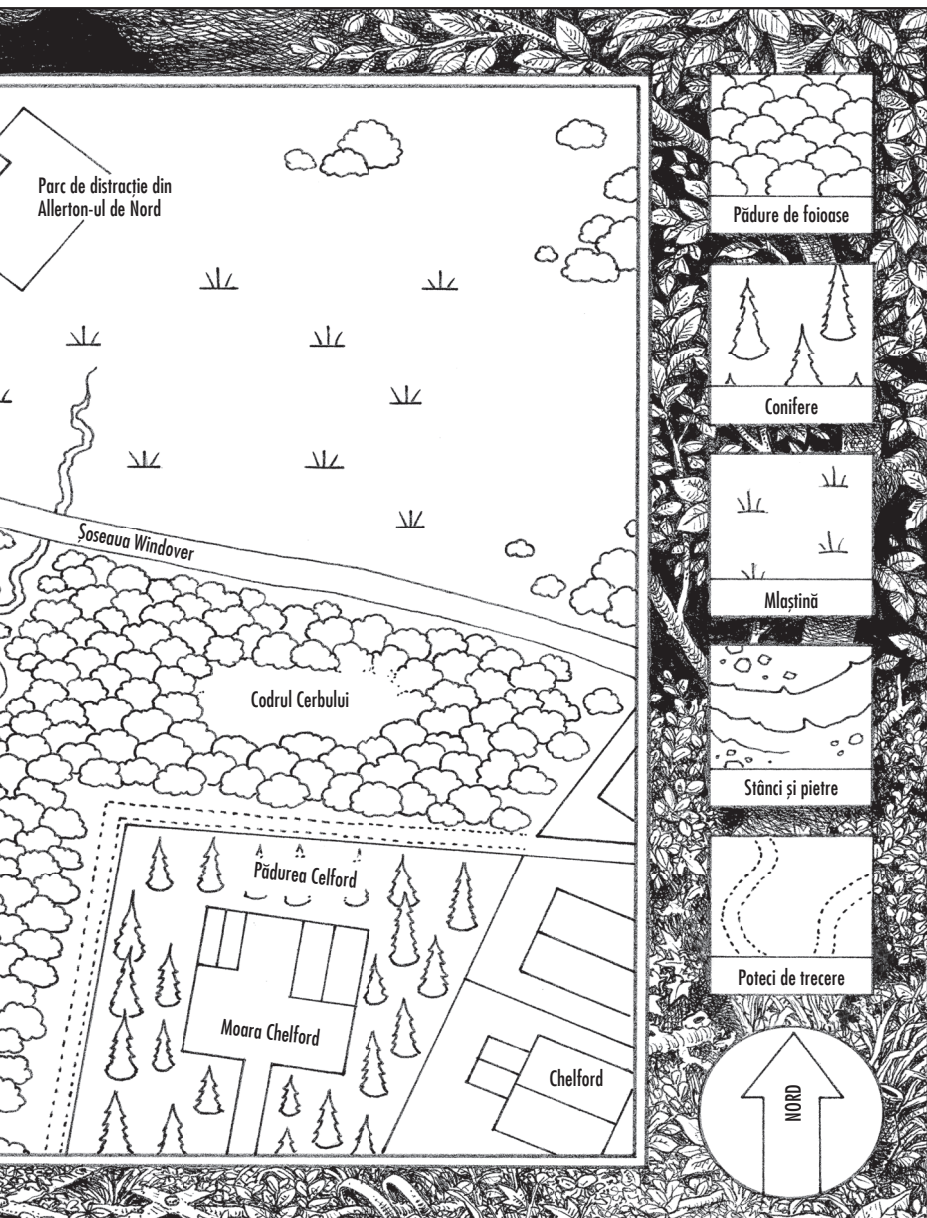 Parc de distracție din
Allerton-ul de Nord
Șoseaua Windover
Codrul Cerbului
Pădurea Celford
Moara Chelford
Chelford
Pădure de foioase
Conifere
Mlaștină
Stânci și pietre
Poteci de trecere
NORD